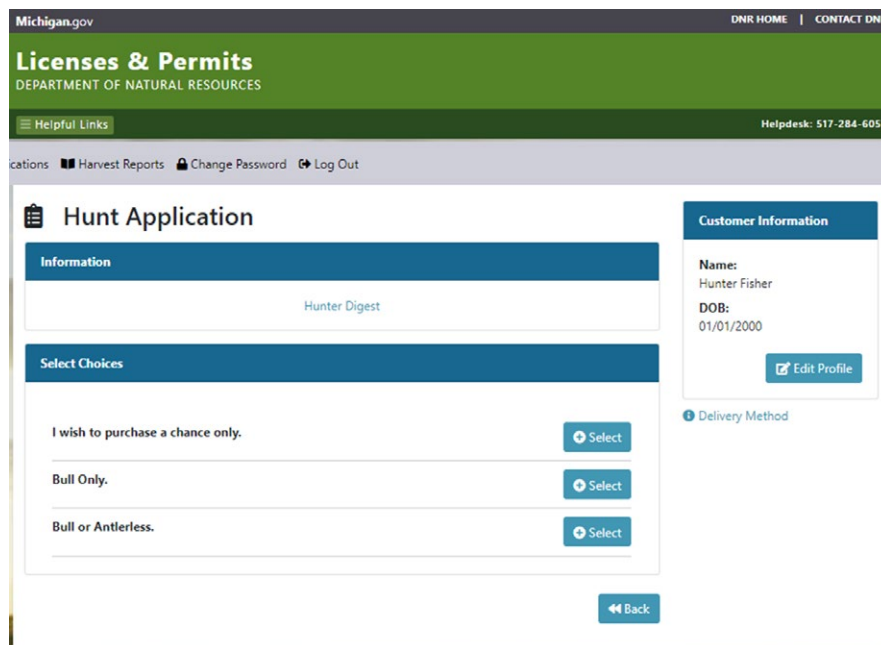 Michigan.gov
DNR HOME | CONTACT DN
Licenses & Permits
DEPARTMENT OF NATURAL RESOURCES
Helpful Links
Helpdesk: 517-284-605
ications Harvest Reports Change Password Log Out
Hunt Application
Information
Hunter Digest
Select Choices
I wish to purchase a chance only. Select
Bull Only. Select
Bull or Antlerless. Select
Back
Customer Information
Name:
Hunter Fisher
DOB:
01/01/2000
Edit Profile
Delivery Method